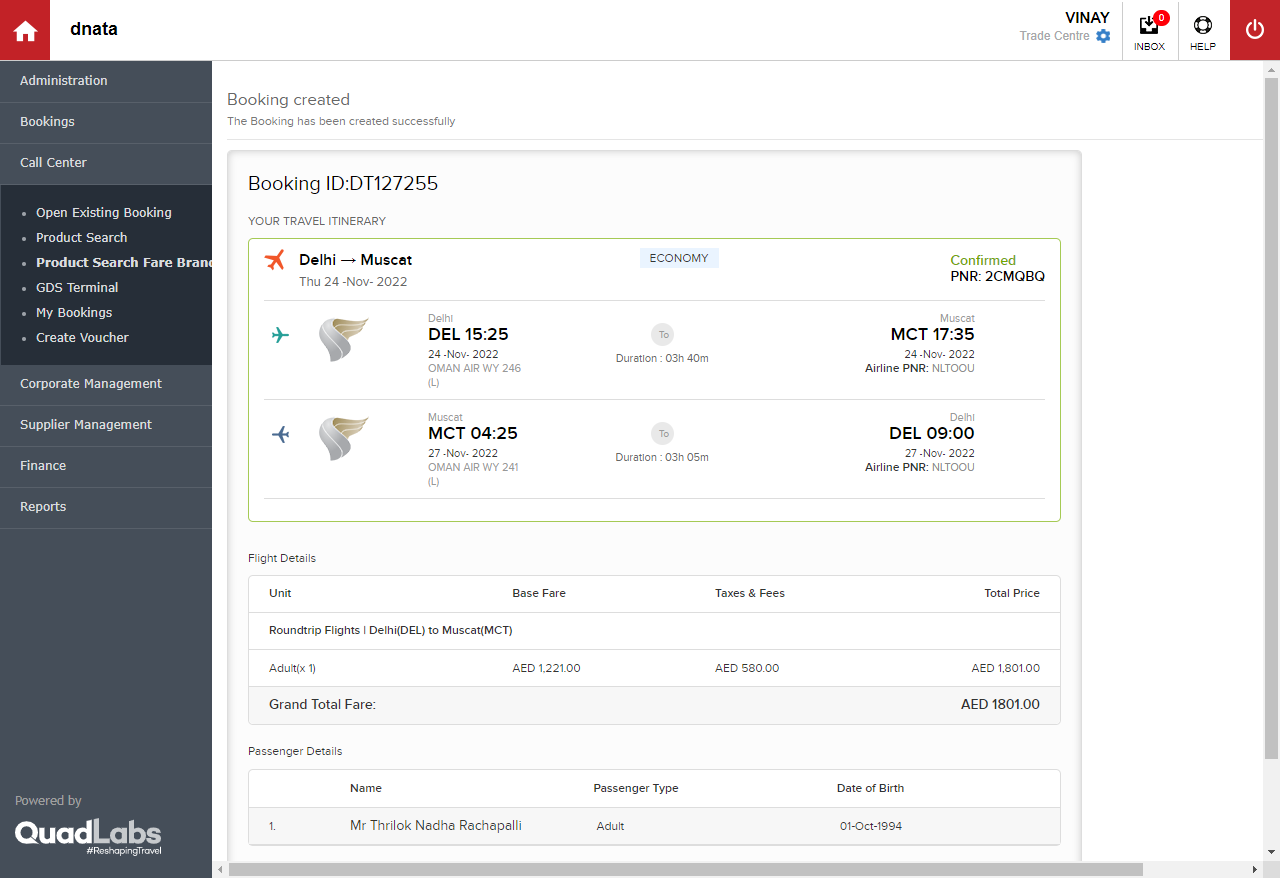 dnata
VINAY
Trade Centre
0
INBOX
HELP
Administration
Bookings
Call Center
Open Existing Booking
Product Search
Product Search Fare Bran
GDS Terminal
My Bookings
Create Voucher
Corporate Management
Supplier Management
Finance
Reports
Powered by
QuadLabs
#ReshapingTravel
Booking created
The Booking has been created successfully
Booking ID:DT127255
YOUR TRAVEL ITINERARY
Delhi → Muscat
Thu 24 -Nov- 2022
ECONOMY
Confirmed
PNR: 2CMQBQ
Delhi
DEL 15:25
24 -Nov- 2022
OMAN AIR WY 246
(L)
To
Duration : 03h 40m
Muscat
MCT 17:35
24 -Nov- 2022
Airline PNR: NLTOOU
Muscat
MCT 04:25
27 -Nov- 2022
OMAN AIR WY 241
(L)
To
Duration : 03h 05m
Delhi
DEL 09:00
27 -Nov- 2022
Airline PNR: NLTOOU
Flight Details
Unit Base Fare Taxes & Fees Total Price
Roundtrip Flights | Delhi(DEL) to Muscat(MCT)
Adult(x 1) AED 1,221.00 AED 580.00 AED 1,801.00
Grand Total Fare: AED 1801.00
Passenger Details
Name Passenger Type Date of Birth
1. Mr Thrilok Nadha Rachapalli Adult 01-Oct-1994